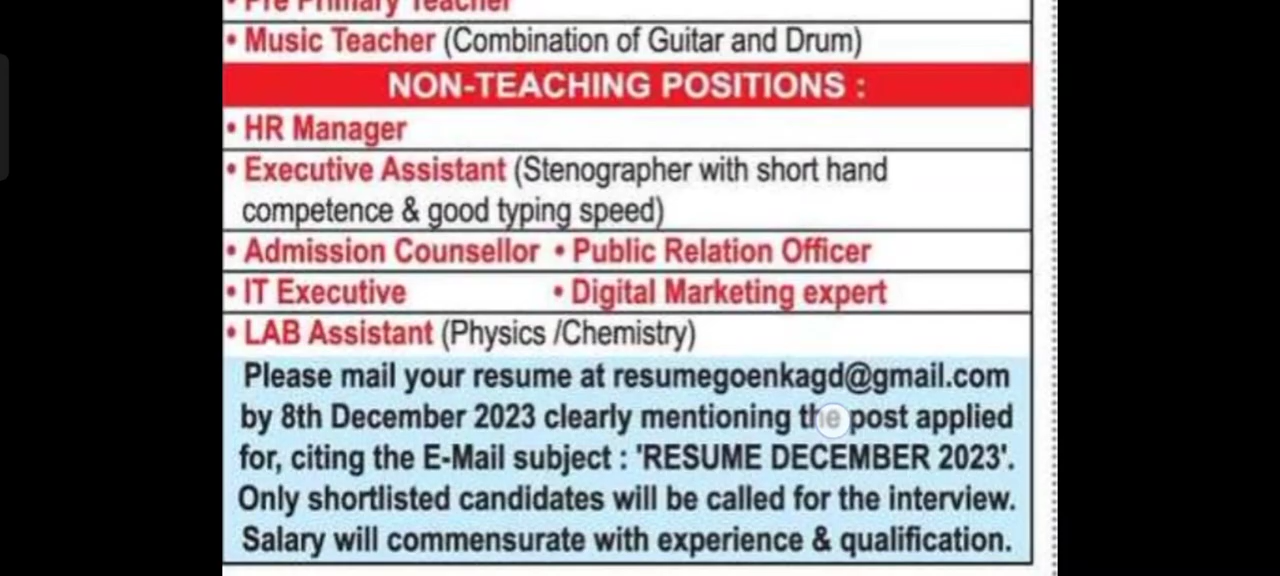 • Pre Primary Teacher
• Music Teacher (Combination of Guitar and Drum)
NON-TEACHING POSITIONS :
• HR Manager
• Executive Assistant (Stenographer with short hand
competence & good typing speed)
• Admission Counsellor • Public Relation Officer
• IT Executive • Digital Marketing expert
• LAB Assistant (Physics /Chemistry)
Please mail your resume at resumegoenkagd@gmail.com
by 8th December 2023 clearly mentioning the post applied
for, citing the E-Mail subject : 'RESUME DECEMBER 2023'.
Only shortlisted candidates will be called for the interview.
Salary will commensurate with experience & qualification.